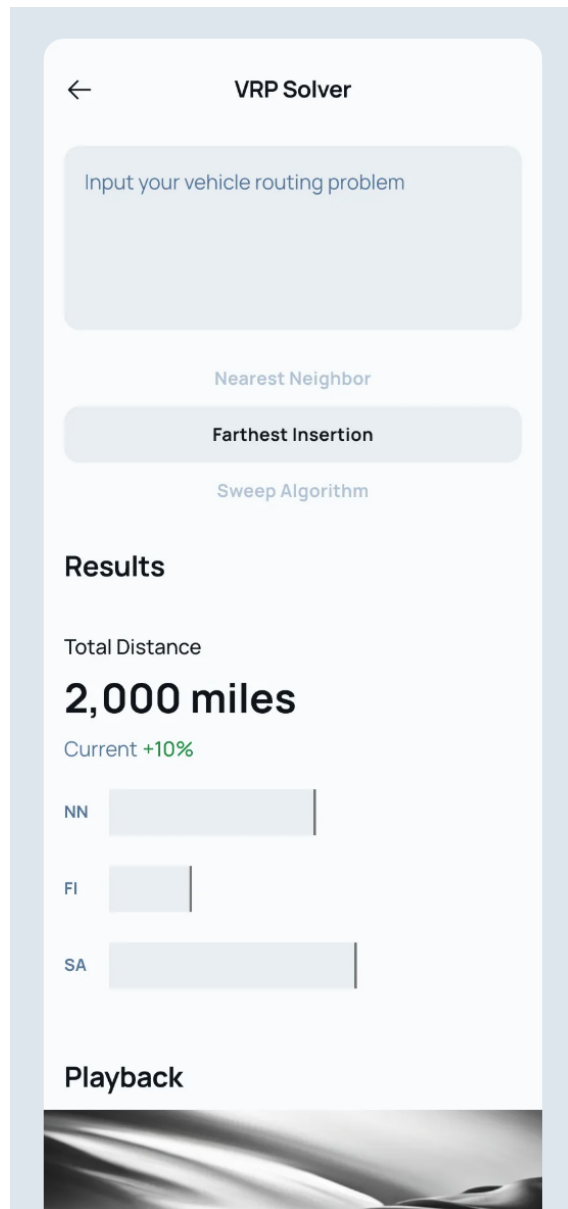 VRP Solver
Input your vehicle routing problem
Nearest Neighbor
Farthest Insertion
Sweep Algorithm
Results
Total Distance
2,000 miles
Current +10%
NN
FI
SA
Playback